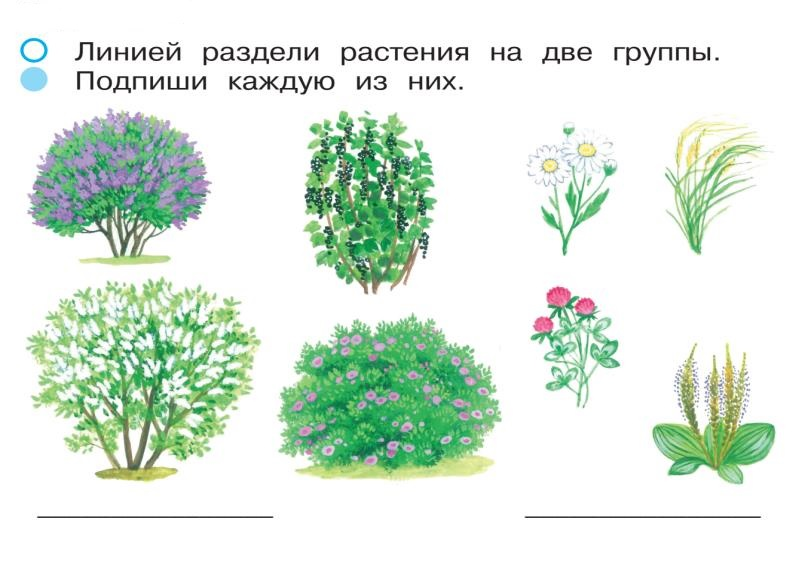 Линией раздели растения на две группы.
Подпиши каждую из них.